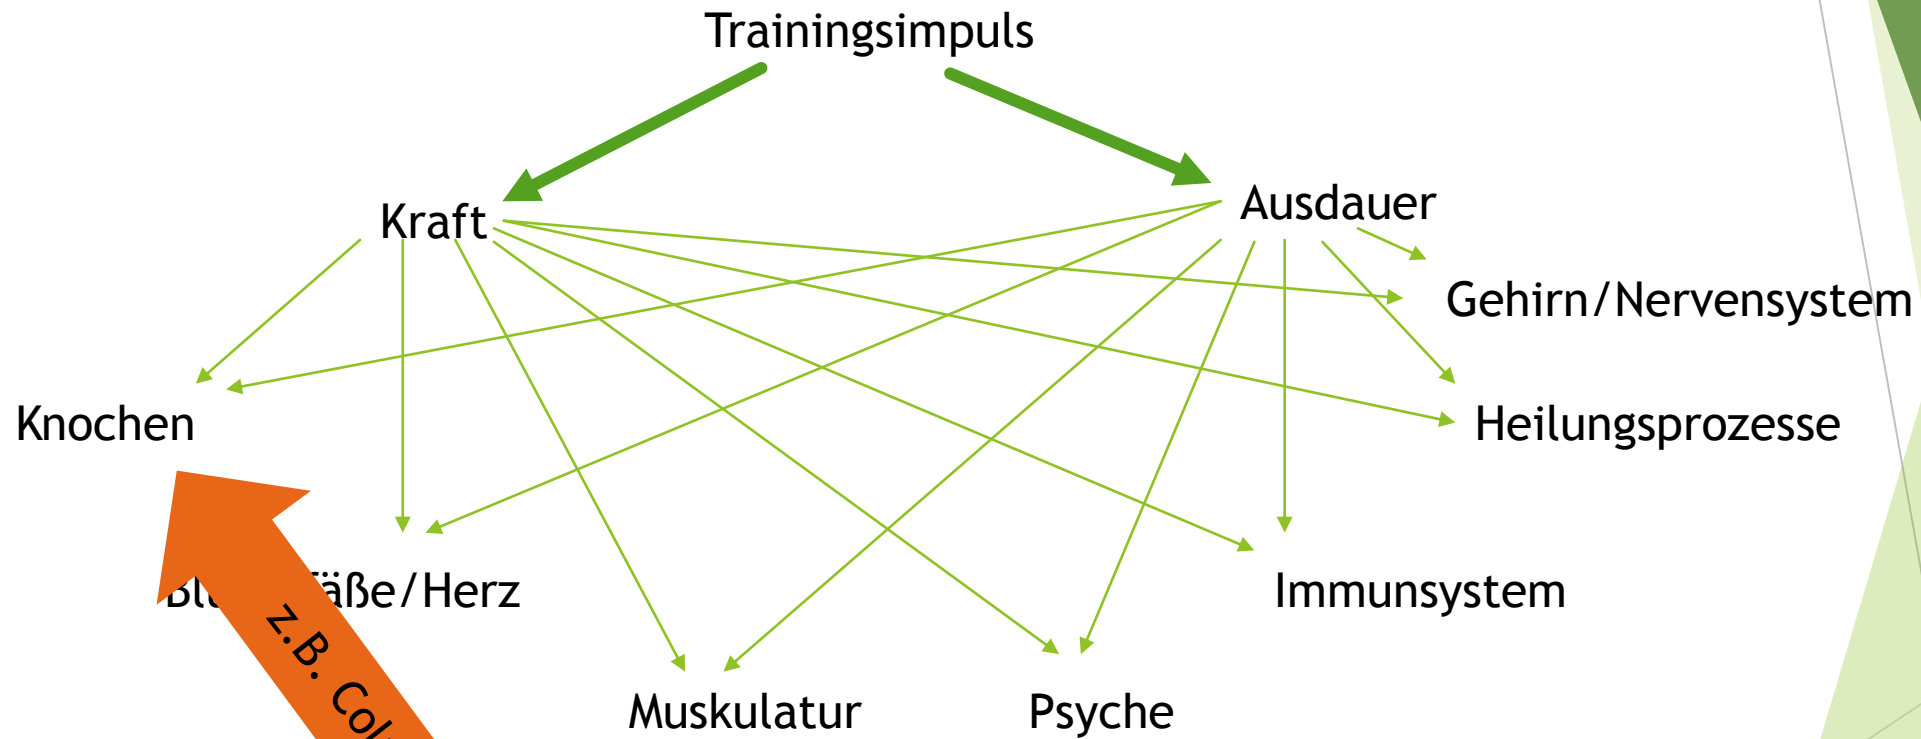 Trainingsimpuls
Kraft
Ausdauer
Gehirn/Nervensystem
Knochen
Heilungsprozesse
äße/Herz
Immunsystem
z.B.
Muskulatur
Psyche